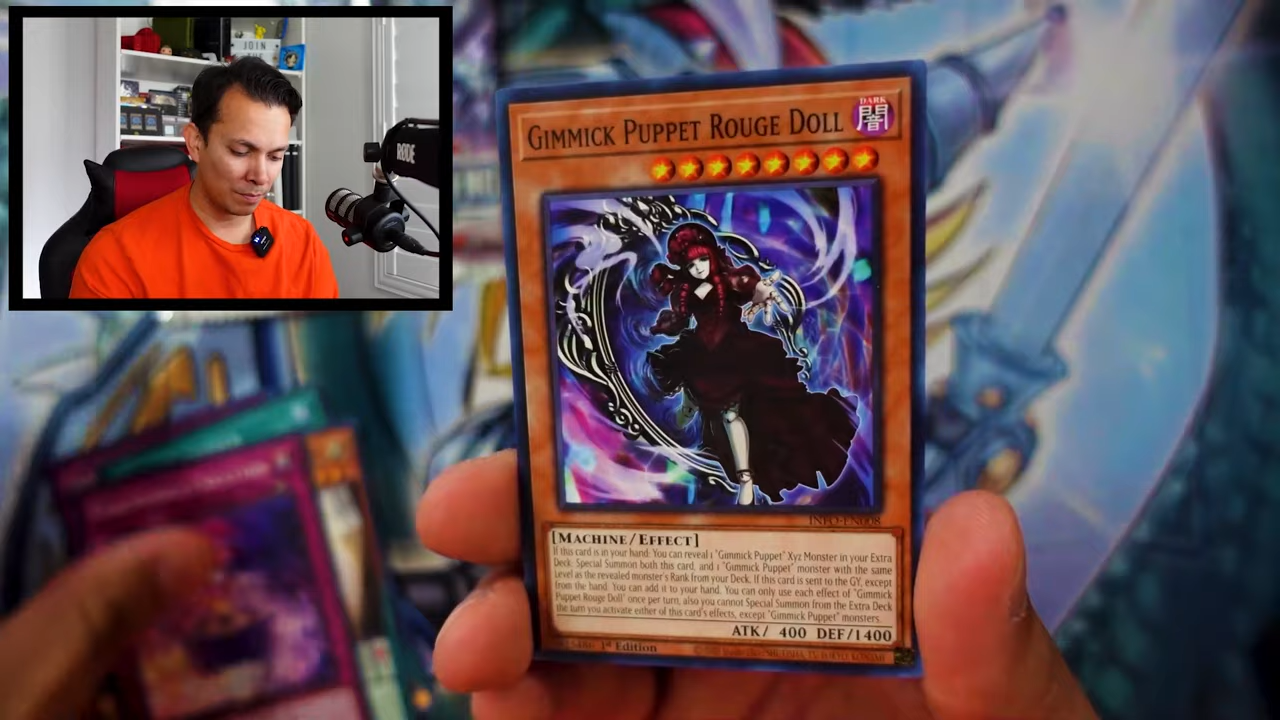 JOIN
THE
RØDE
GIMMICK PUPPET ROUGE DOLL
DARK
闇
INFO-EN008
[MACHINE/EFFECT]
If this card is in your hand: You can reveal 1 "Gimmick Puppet" Xyz Monster in your Extra
Deck; Special Summon both this card, and 1 "Gimmick Puppet" monster with the same
Level as the revealed monster's Rank from your Deck. If this card is sent to the GY, except
from the hand: You can add it to your hand. You can only use each effect of "Gimmick
Puppet Rouge Doll" once per turn, also you cannot Special Summon from the Extra Deck
the turn you activate either of this card's effects, except "Gimmick Puppet" monsters.
ATK/ 400 DEF/1400
1st Edition